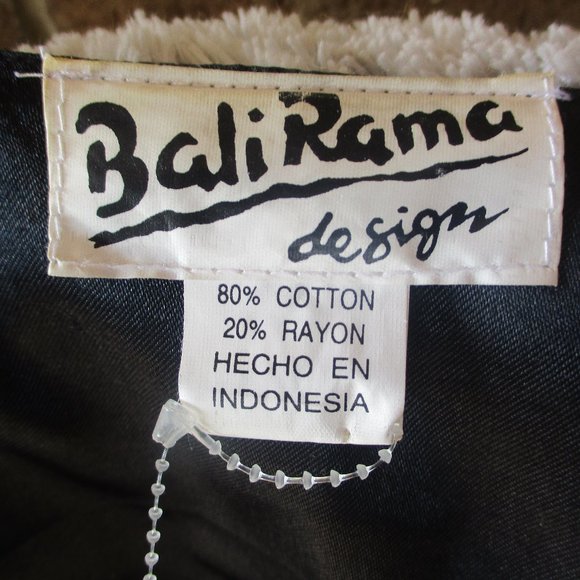 Bali Rama
design
80% COTTON
20% RAYON
HECHO EN
INDONESIA